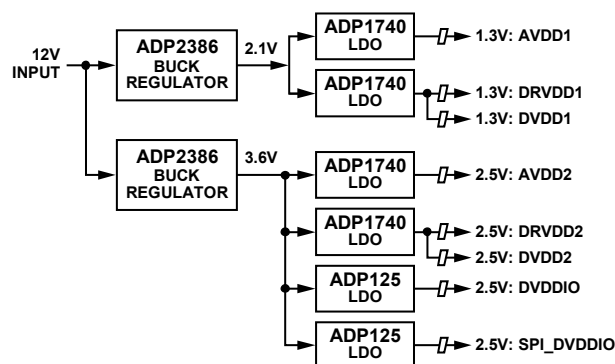 12V
INPUT
ADP2386
BUCK
REGULATOR
2.1V
ADP1740
LDO
1.3V: AVDD1
ADP1740
LDO
1.3V: DRVDD1
1.3V: DVDD1
ADP2386
BUCK
REGULATOR
3.6V
ADP1740
LDO
2.5V: AVDD2
ADP1740
LDO
2.5V: DRVDD2
2.5V: DVDD2
ADP125
LDO
2.5V: DVDDIO
ADP125
LDO
2.5V: SPI_DVDDIO